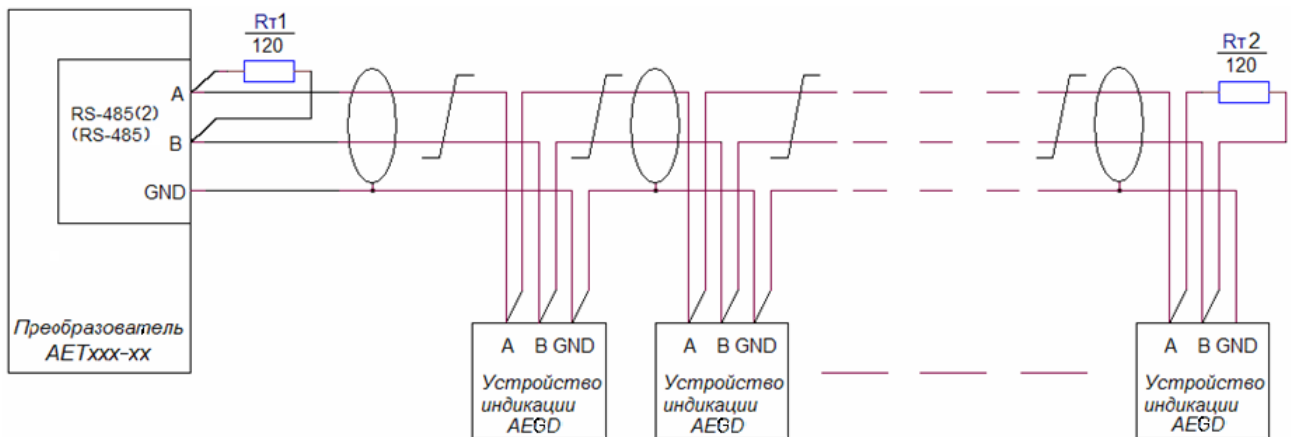 Rт1
120
Rт2
120
A
RS-485(2)
(RS-485)
B
GND
Преобразователь
AETxxx-xx
A B GND
Устройство
индикации
AEGD
A B GND
Устройство
индикации
AEGD
A B GND
Устройство
индикации
AEGD